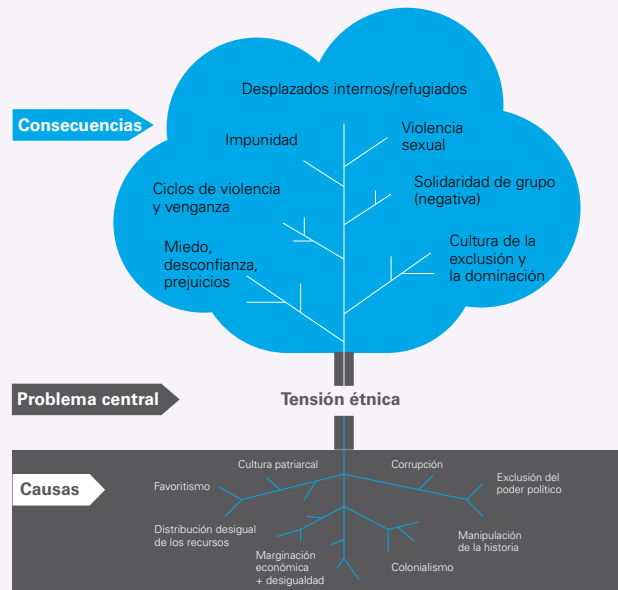 Desplazados internos/refugiados
Consecuencias
Impunidad
Violencia
sexual
Ciclos de violencia
y venganza
Solidaridad de grupo
(negativa)
Miedo,
desconfianza,
prejuicios
Cultura de la
exclusión y
la dominación
Problema central
Tensión étnica
Causas
Cultura patriarcal
Corrupción
Favoritismo
Exclusión del
poder político
Distribución desigual
de los recursos
Manipulación
de la historia
Marginación
económica
+ desigualdad
Colonialismo